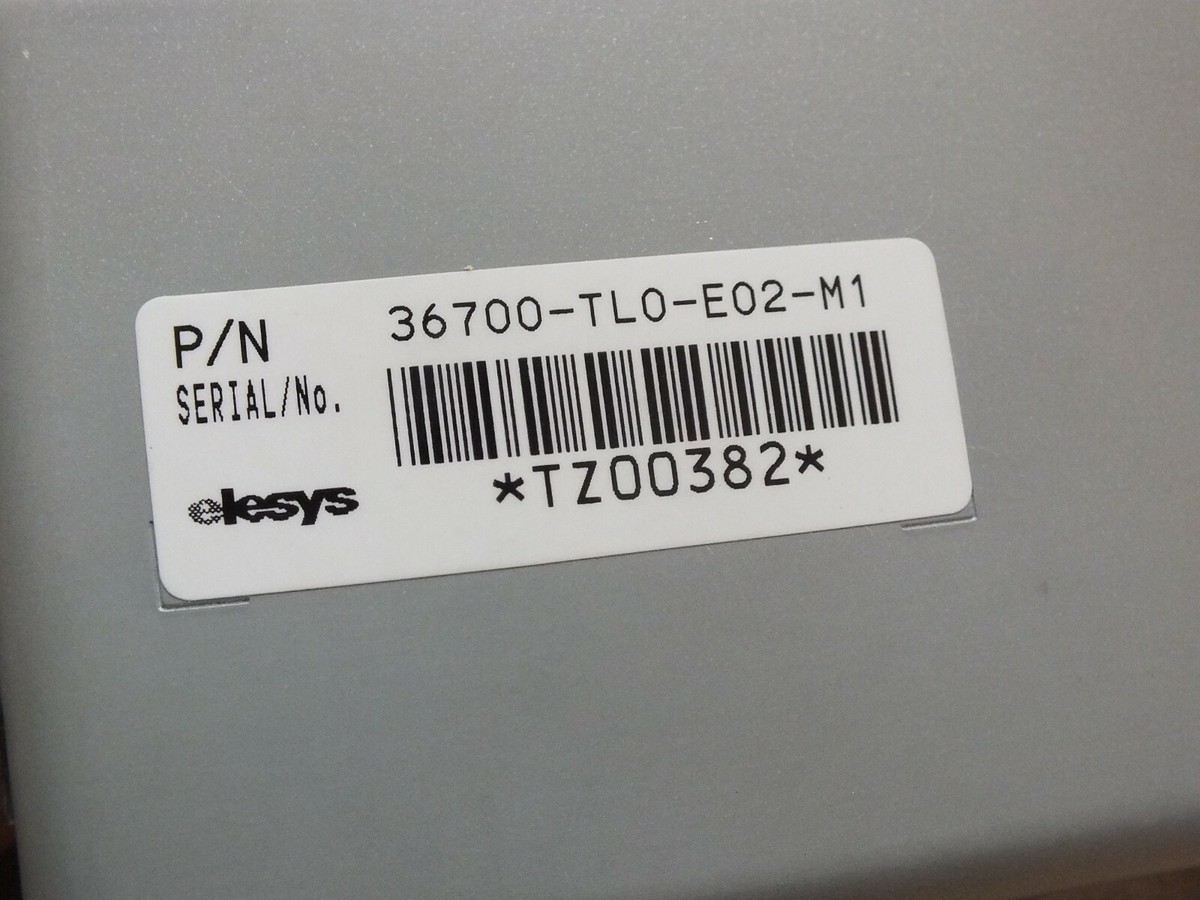 P/N 36700-TL0-E02-M1
SERIAL/No.
*TZ00382*
elesys